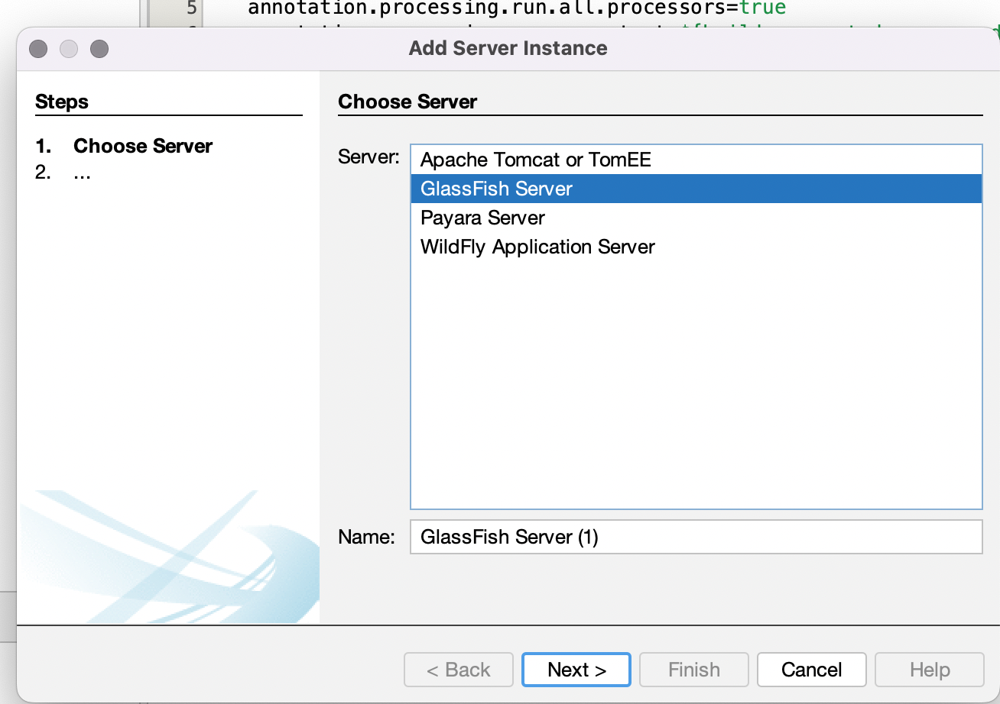 5 annotation.processing.run.all.processors=true
Add Server Instance
Steps
1. Choose Server
2. ...
Choose Server
Server:
Apache Tomcat or TomEE
GlassFish Server
Payara Server
WildFly Application Server
Name: GlassFish Server (1)
< Back Next > Finish Cancel Help